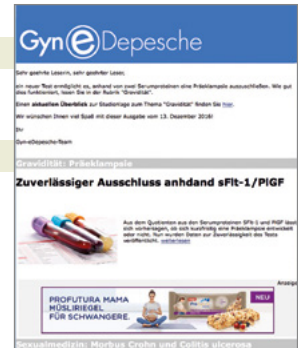 GyneDepesche
Sehr geehrte Leserin, sehr geehrter Leser,
ein neuer Test ermöglicht es, anhand von zwei Serumproteinen eine Präeklampsie auszuschließen. Wie gut
das funktioniert, lesen Sie in der Rubrik "Gravidität".
Einen aktuellen Überblick zur Studienlage zum Thema "Gravidität" finden Sie hier.
Wir wünschen Ihnen viel Spaß mit dieser Ausgabe vom 13. Dezember 2016!
Ihr
Gyn-eDepesche-Team
Gravidität: Präeklampsie
Zuverlässiger Ausschluss anhdand sFlt-1/PlGF
Aus dem Quotienten aus den Serumproteinen SFlt-1 und PlGF lässt
sich vorhersagen, ob sich kurzfristig eine Präeklampsie entwickelt
oder nicht. Nun wurden Daten zur Zuverlässigkeit des Tests
veröffentlicht. weiterlesen
Anzeige
PROFUTURA MAMA
MÜSLIRIEGEL
FÜR SCHWANGERE.
NEU
Sexualmedizin: Morbus Crohn und Colitis ulcerosa